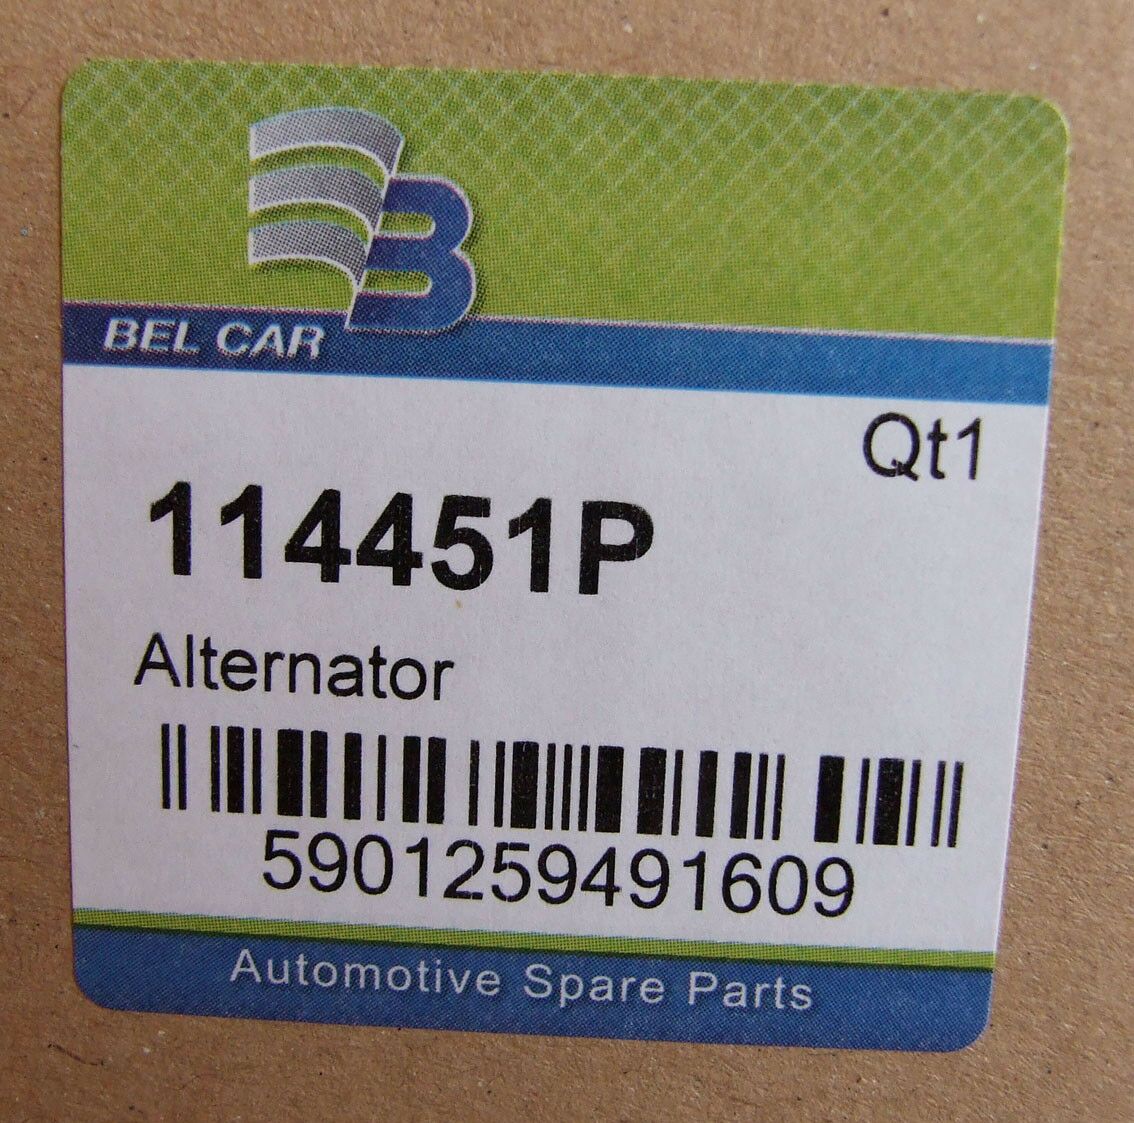 B
BEL CAR
Qt1
114451P
Alternator
5901259491609
Automotive Spare Parts